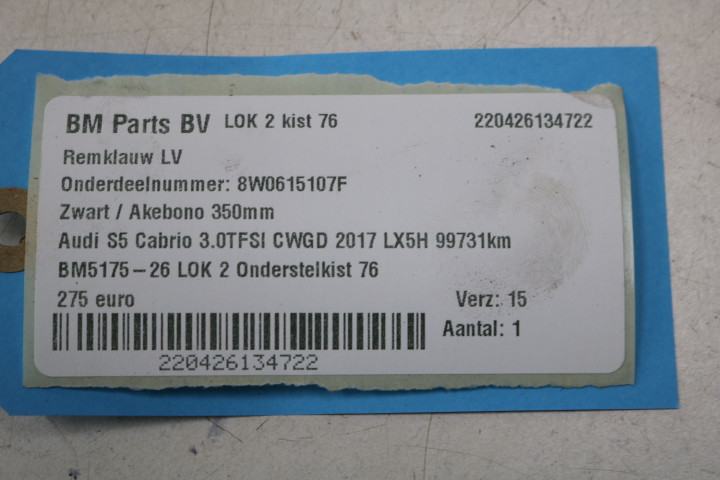 BM Parts BV LOK 2 kist 76 220426134722
Remklauw LV
Onderdeelnummer: 8W0615107F
Zwart / Akebono 350mm
Audi S5 Cabrio 3.0TFSI CWGD 2017 LX5H 99731km
BM5175-26 LOK 2 Onderstelkist 76
275 euro Verz: 15
Aantal: 1
220426134722